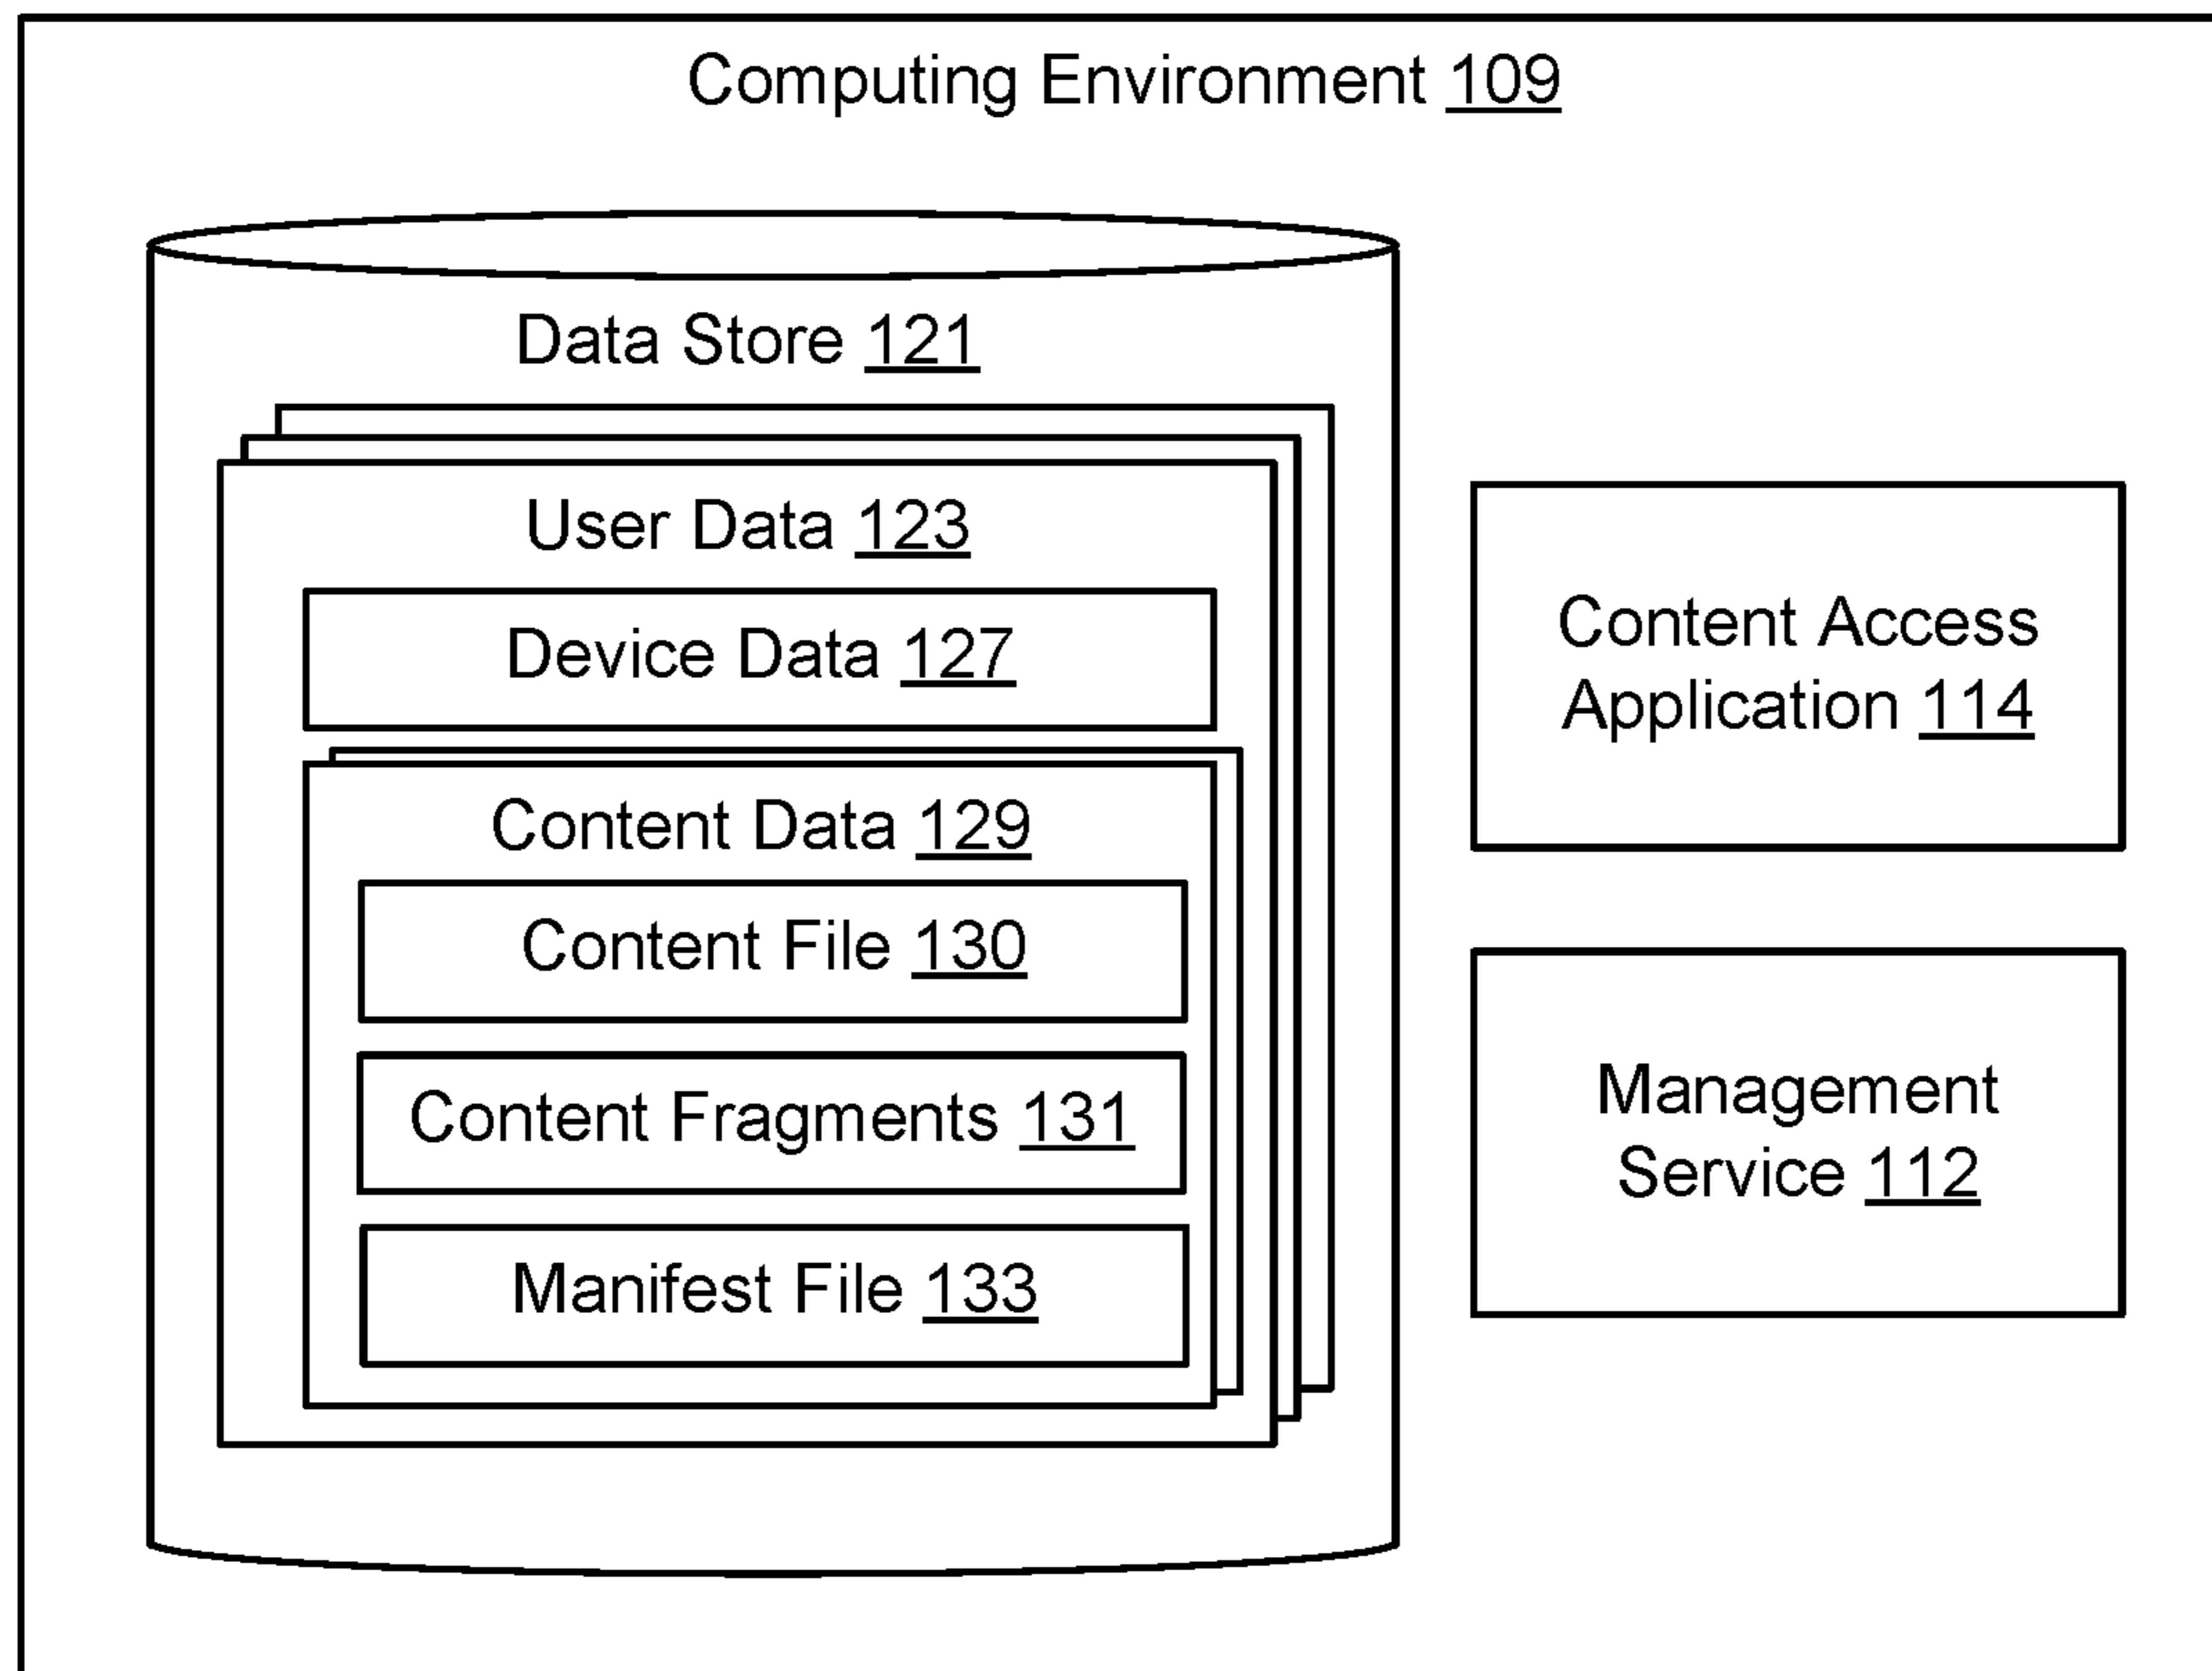 Computing Environment 109
Data Store 121
User Data 123
Device Data 127
Content Data 129
Content File 130
Content Fragments 131
Manifest File 133
Content Access
Application 114
Management
Service 112